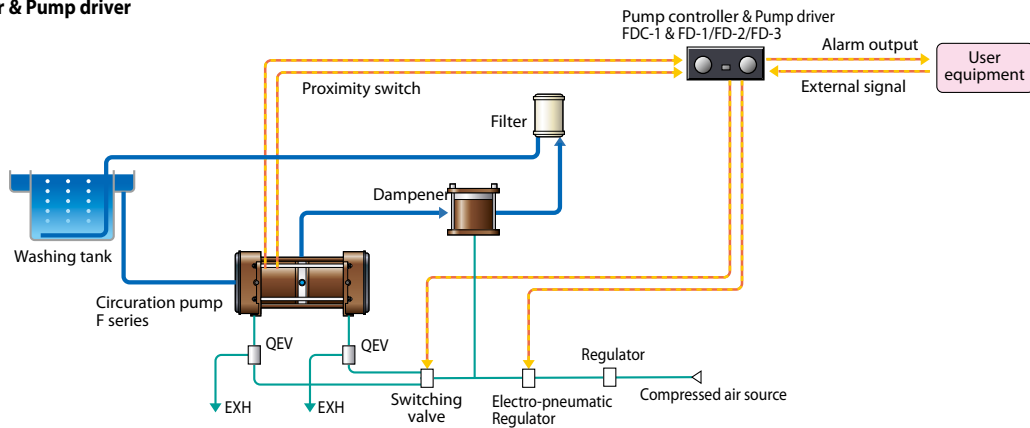 r & Pump driver
Pump controller & Pump driver
FDC-1 & FD-1/FD-2/FD-3
Alarm output
User
equipment
External signal
Proximity switch
Filter
Dampener
Washing tank
Circuration pump
F series
QEV
QEV
EXH
EXH
Switching
valve
Electro-pneumatic
Regulator
Regulator
Compressed air source